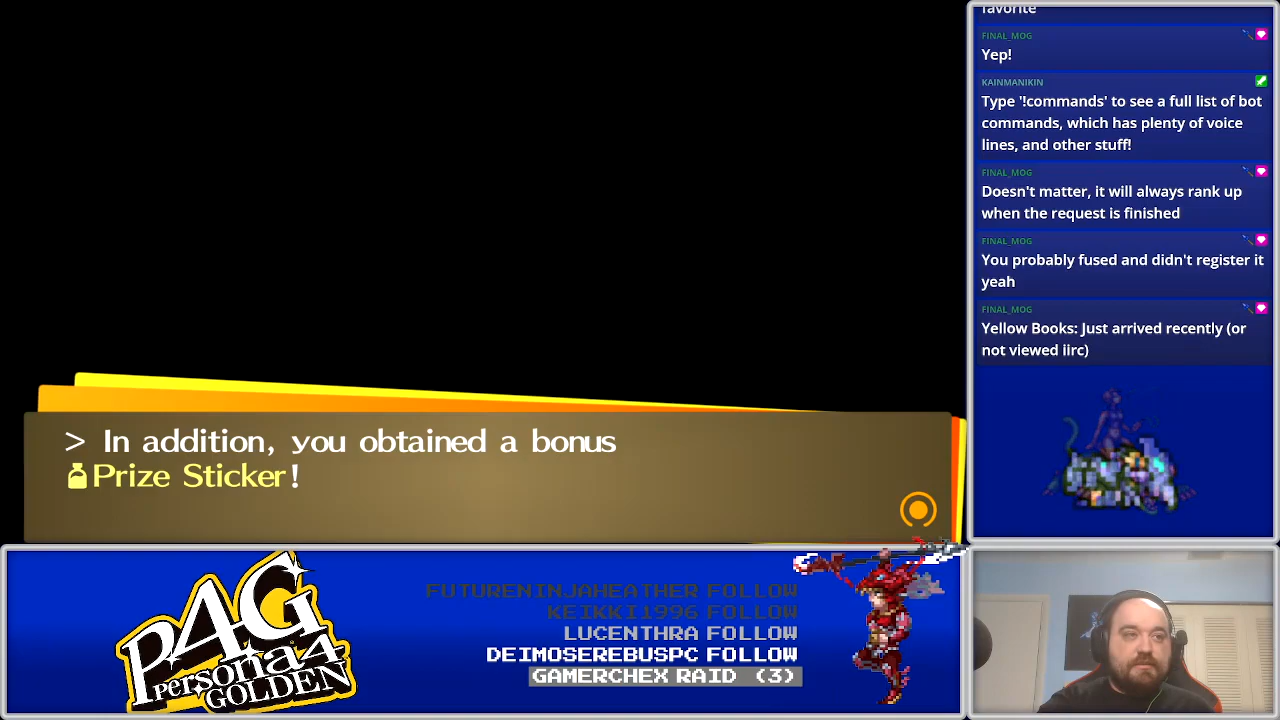 favorite
FINAL_MOG
Yep!
KAINMANIKIN
Type '!commands' to see a full list of bot
commands, which has plenty of voice
lines, and other stuff!
FINAL_MOG
Doesn't matter, it will always rank up
when the request is finished
FINAL_MOG
You probably fused and didn't register it
yeah
FINAL_MOG
Yellow Books: Just arrived recently (or
not viewed iirc)
> In addition, you obtained a bonus
Prize Sticker!
P4G
Persona4
GOLDEN
FUTURENINJAHEATHER FOLLOW
KEIKKI1996 FOLLOW
LUCENTHRA FOLLOW
DEIMOSEREBUSPC FOLLOW
GAMERCHEX RAID (3)